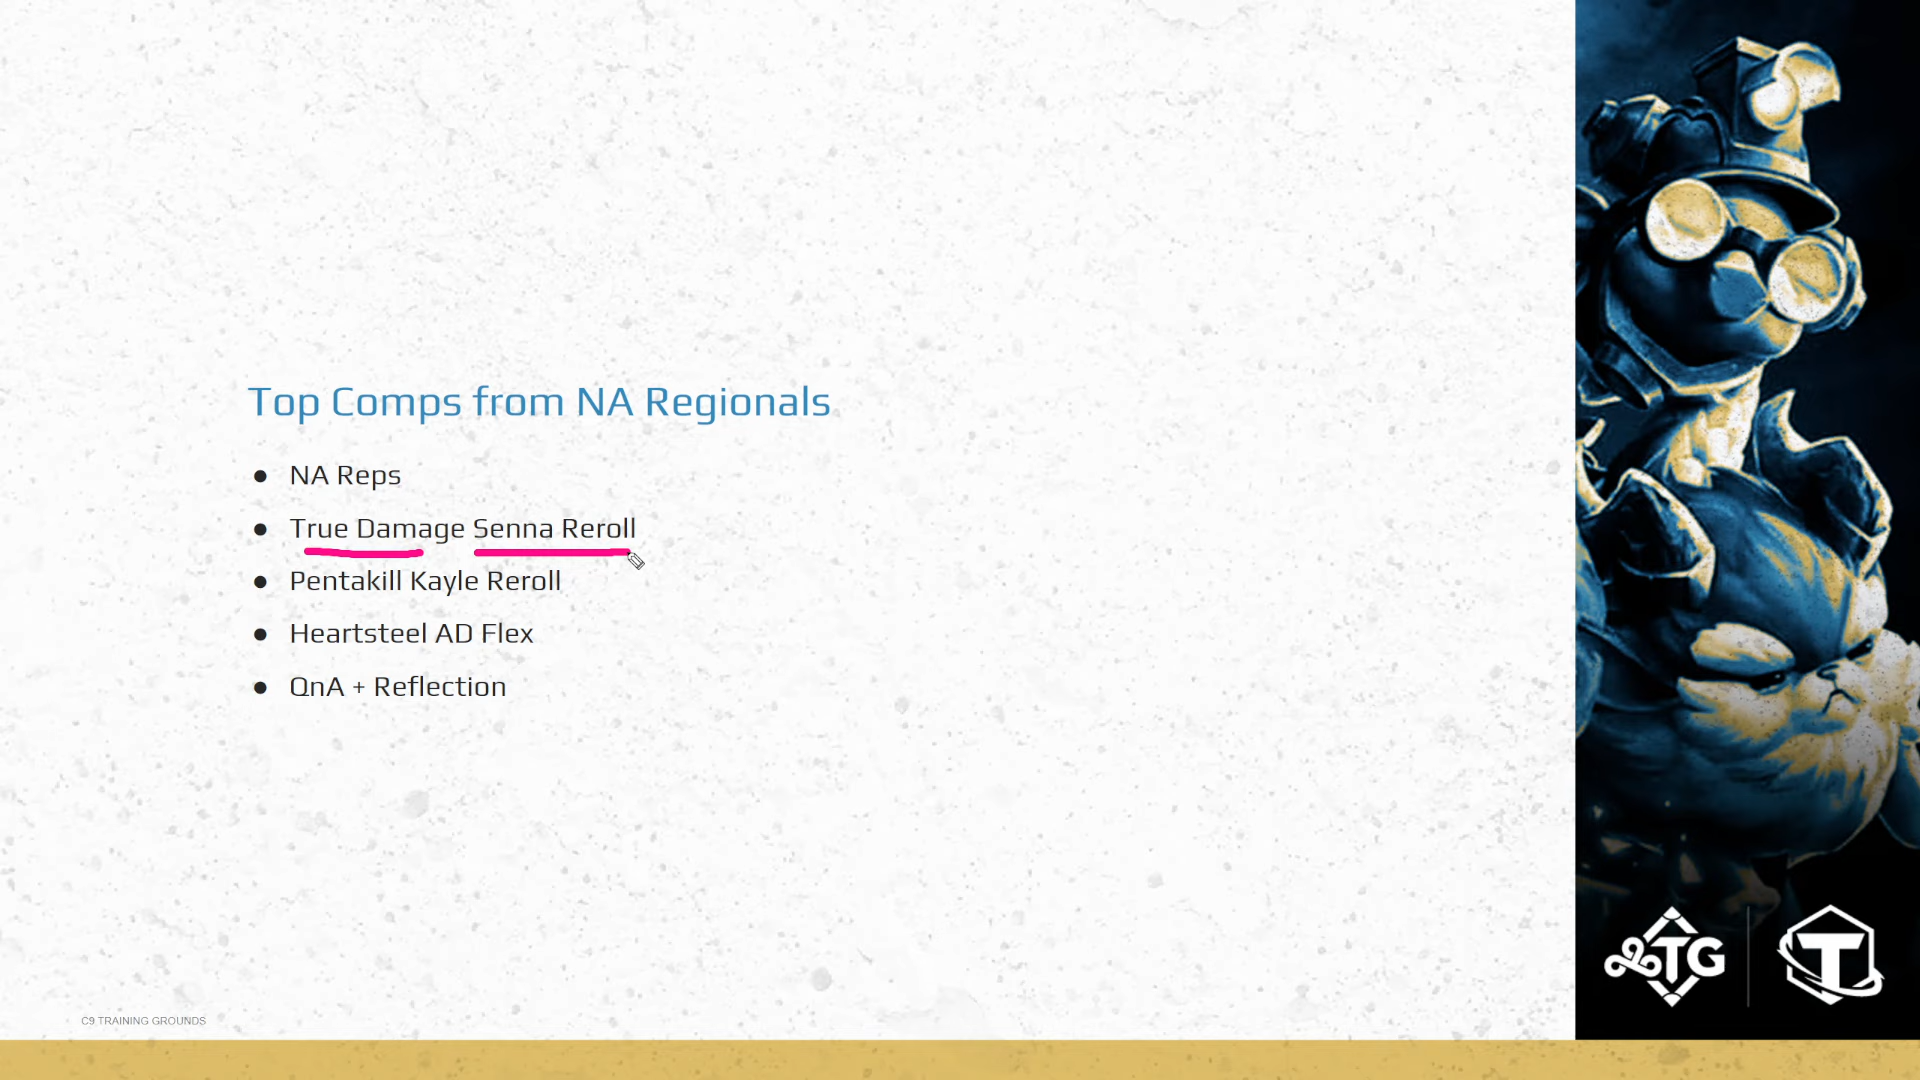 Top Comps from NA Regionals
● NA Reps
● True Damage Senna Reroll
● Pentakill Kayle Reroll
● Heartsteel AD Flex
● QnA + Reflection
TG
T
C9 TRAINING GROUNDS